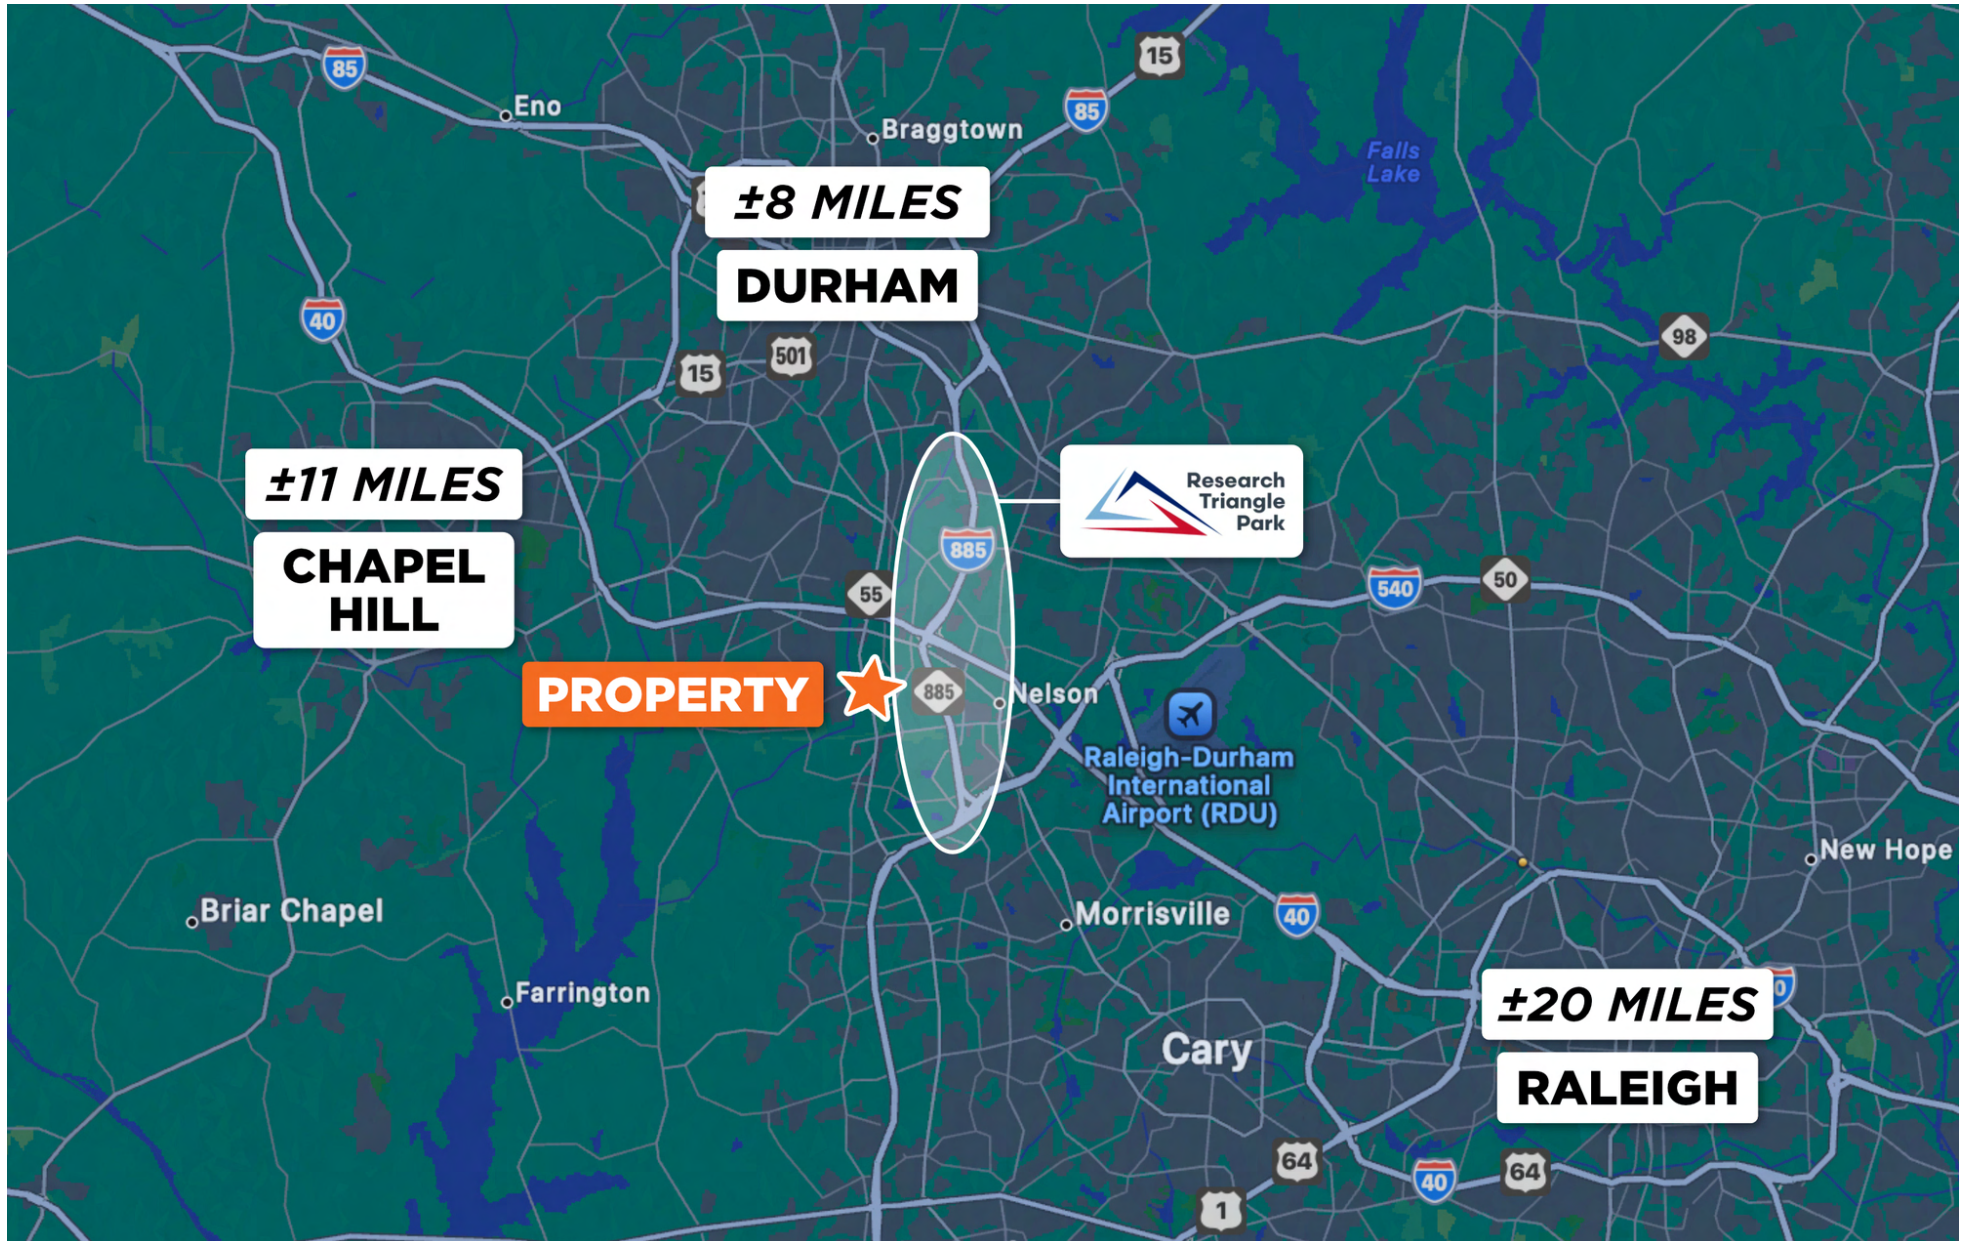 15
85
85
Eno
Braggtown
Falls
Lake
±8 MILES
DURHAM
40
98
501
15
±11 MILES
CHAPEL
HILL
Research
Triangle
Park
885
55
540
50
PROPERTY
885
Nelson
Raleigh-Durham
International
Airport (RDU)
New Hope
Briar Chapel
Morrisville
40
Farrington
±20 MILES
RALEIGH
Cary
64
40
64
1